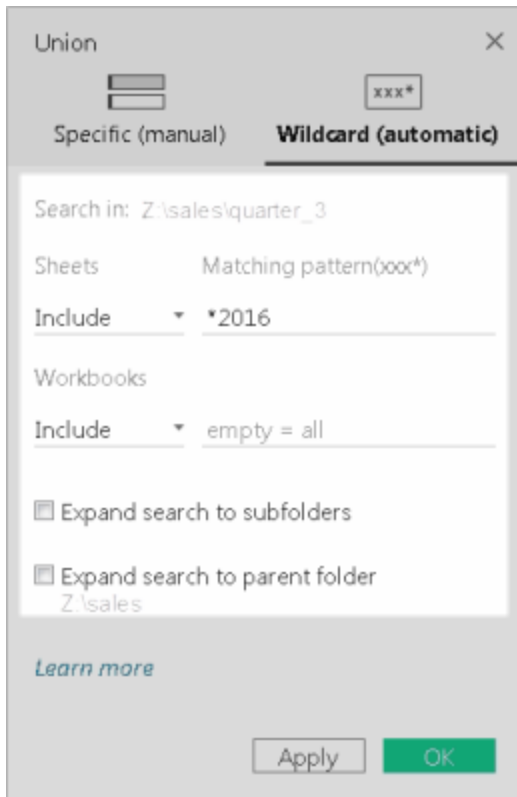 Union
xxx*
Specific (manual) Wildcard (automatic)
Search in: Z:\sales\quarter_3
Sheets Matching pattern(xxx*)
Include *2016
Workbooks
Include empty = all
Expand search to subfolders
Expand search to parent folder
Z:\sales
Learn more
Apply OK